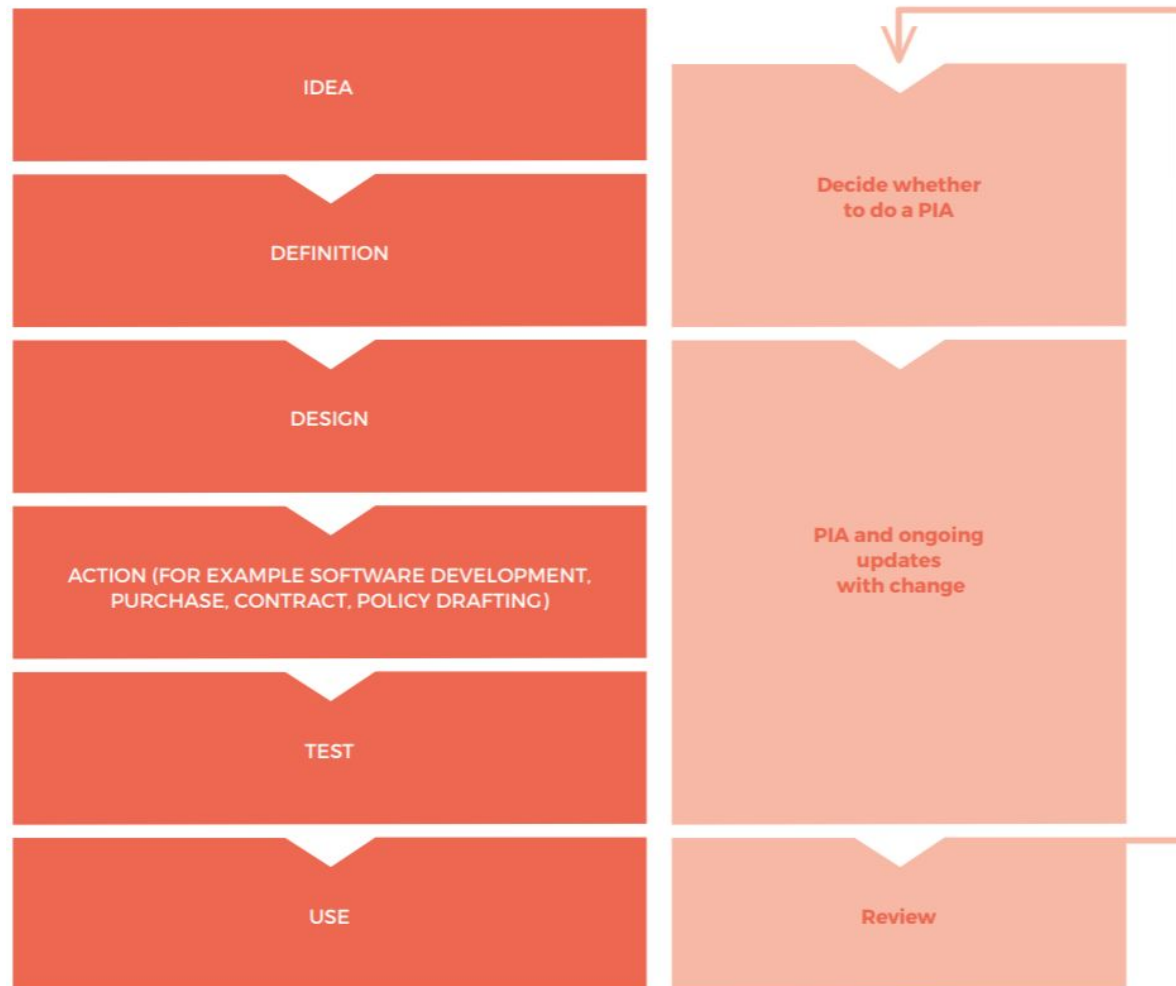 IDEA
DEFINITION
DESIGN
ACTION (FOR EXAMPLE SOFTWARE DEVELOPMENT,
PURCHASE, CONTRACT, POLICY DRAFTING)
TEST
USE
Decide whether
to do a PIA
PIA and ongoing
updates
with change
Review